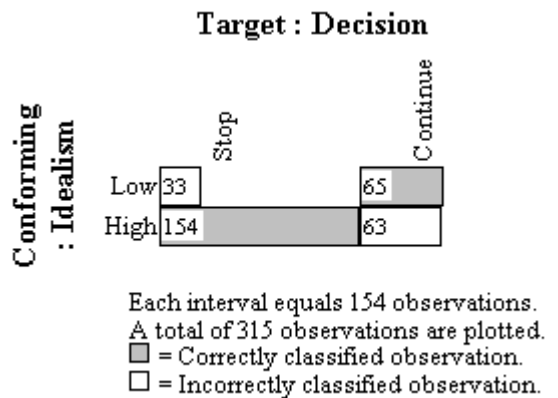 Target : Decision
Conforming
: Idealism
Stop
Continue
Low 33 65
High 154 63
Each interval equals 154 observations.
A total of 315 observations are plotted.
= Correctly classified observation.
= Incorrectly classified observation.